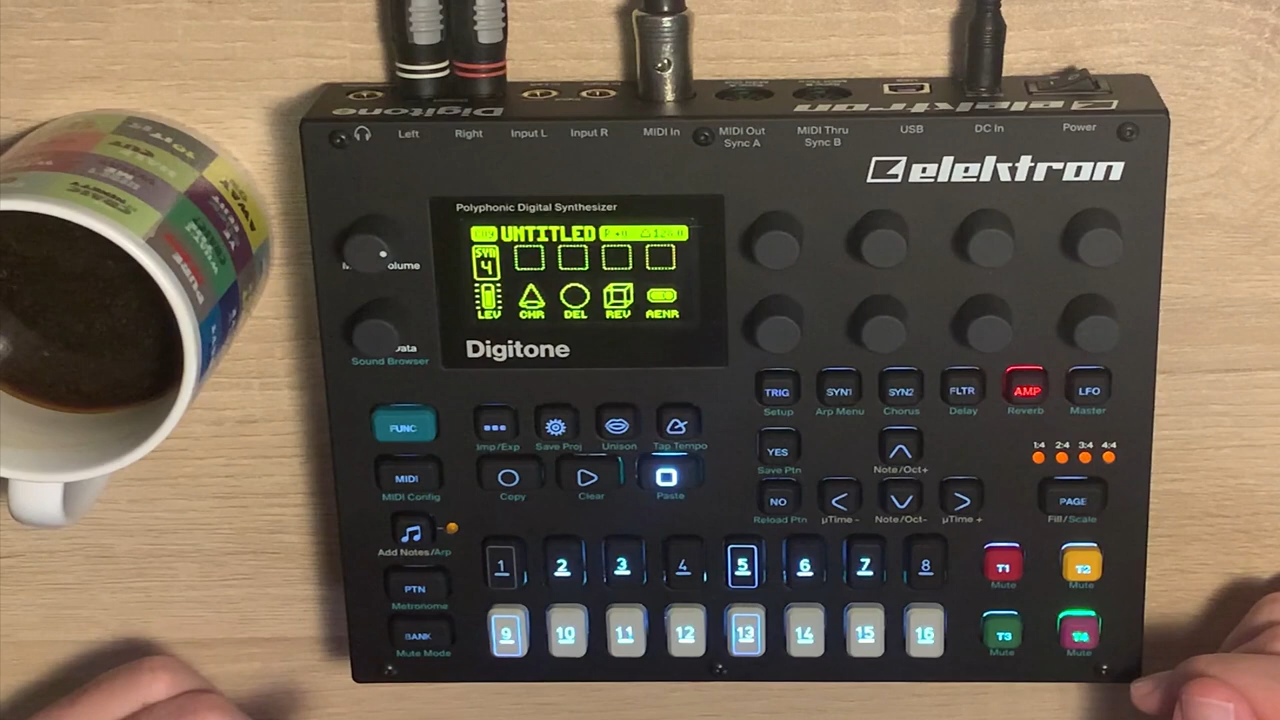 Digitone
elektron
Left
Right
Input L
Input R
MIDI In
MIDI Out
Sync A
MIDI Thru
Sync B
USB
DC In
Power
elektron
Polyphonic Digital Synthesizer
UNTITLED
SYN
4
LEV
CHR
DEL
REV
AENR
Digitone
Sound Browser
TRIG
SYN1
SYN2
FLTR
AMP
LFO
Setup
Arp Menu
Chorus
Delay
Reverb
Master
FUNC
Imp/Exp
Save Proj
Unison
Tap Tempo
YES
Save Ptn
Note/Oct+
1:4
2:4
3:4
4:4
MIDI
MIDI Config
Copy
Clear
Paste
NO
Reload Ptn
µTime -
Note/Oct-
µTime +
PAGE
Fill/Scale
Add Notes/Arp
PTN
Metronome
BANK
Mute Mode
1
2
3
4
5
6
7
8
T1
Mute
T2
Mute
9
10
11
12
13
14
15
16
T3
Mute
T4
Mute